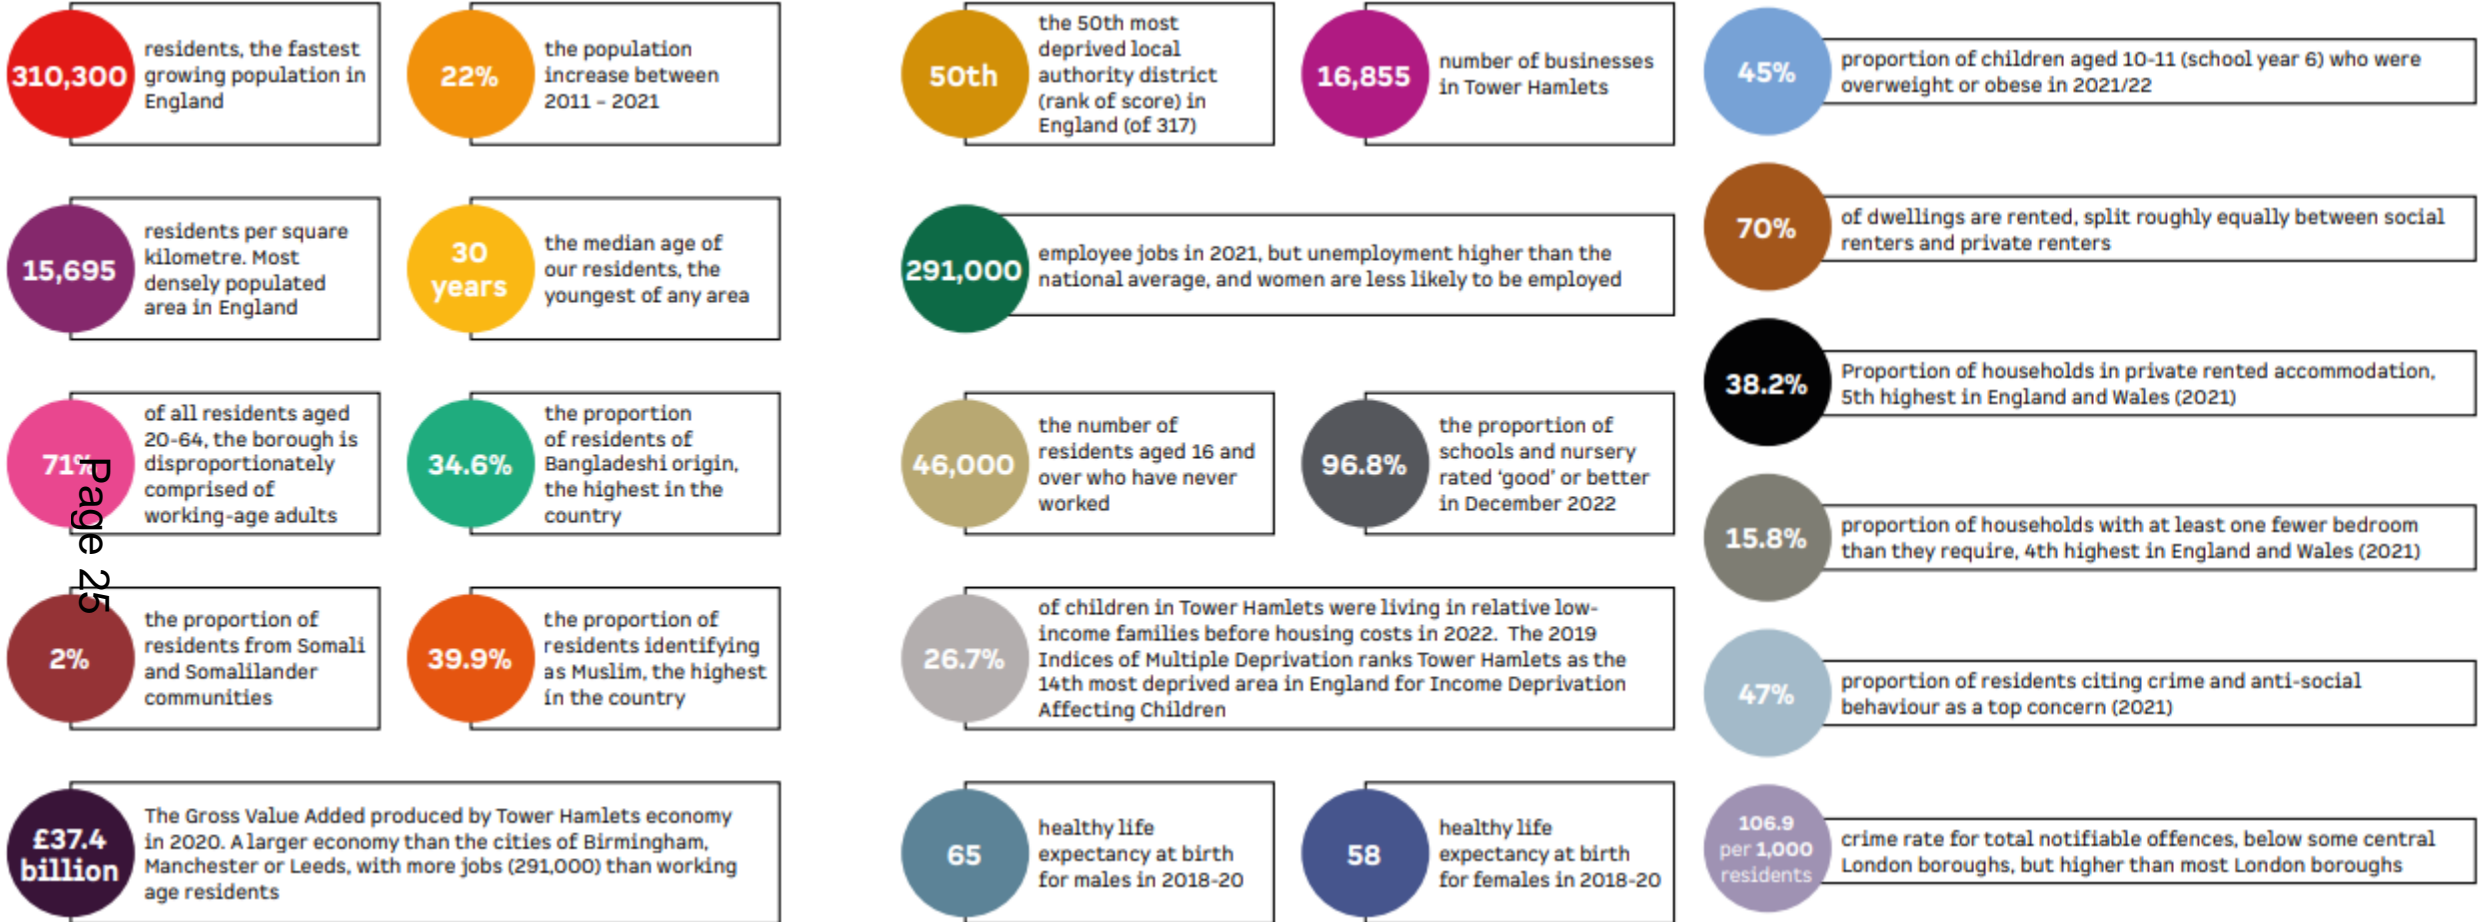 310,300
residents, the fastest
growing population in
England
22%
the population
increase between
2011 – 2021
15,695
residents per square
kilometre. Most
densely populated
area in England
30
years
the median age of
our residents, the
youngest of any area
71%
of all residents aged
20-64, the borough is
disproportionately
comprised of
working-age adults
34.6%
the proportion
of residents of
Bangladeshi origin,
the highest in the
country
Page 25
2%
the proportion of
residents from Somali
and Somalilander
communities
39.9%
the proportion of
residents identifying
as Muslim, the highest
in the country
£37.4
billion
The Gross Value Added produced by Tower Hamlets economy
in 2020. A larger economy than the cities of Birmingham,
Manchester or Leeds, with more jobs (291,000) than working
age residents
50th
the 50th most
deprived local
authority district
(rank of score) in
England (of 317)
16,855
number of businesses
in Tower Hamlets
291,000
employee jobs in 2021, but unemployment higher than the
national average, and women are less likely to be employed
46,000
the number of
residents aged 16 and
over who have never
worked
96.8%
the proportion of
schools and nursery
rated ‘good’ or better
in December 2022
26.7%
of children in Tower Hamlets were living in relative low-
income families before housing costs in 2022. The 2019
Indices of Multiple Deprivation ranks Tower Hamlets as the
14th most deprived area in England for Income Deprivation
Affecting Children
65
healthy life
expectancy at birth
for males in 2018-20
58
healthy life
expectancy at birth
for females in 2018-20
45%
proportion of children aged 10-11 (school year 6) who were
overweight or obese in 2021/22
70%
of dwellings are rented, split roughly equally between social
renters and private renters
38.2%
Proportion of households in private rented accommodation,
5th highest in England and Wales (2021)
15.8%
proportion of households with at least one fewer bedroom
than they require, 4th highest in England and Wales (2021)
47%
proportion of residents citing crime and anti-social
behaviour as a top concern (2021)
106.9
per 1,000
residents
crime rate for total notifiable offences, below some central
London boroughs, but higher than most London boroughs